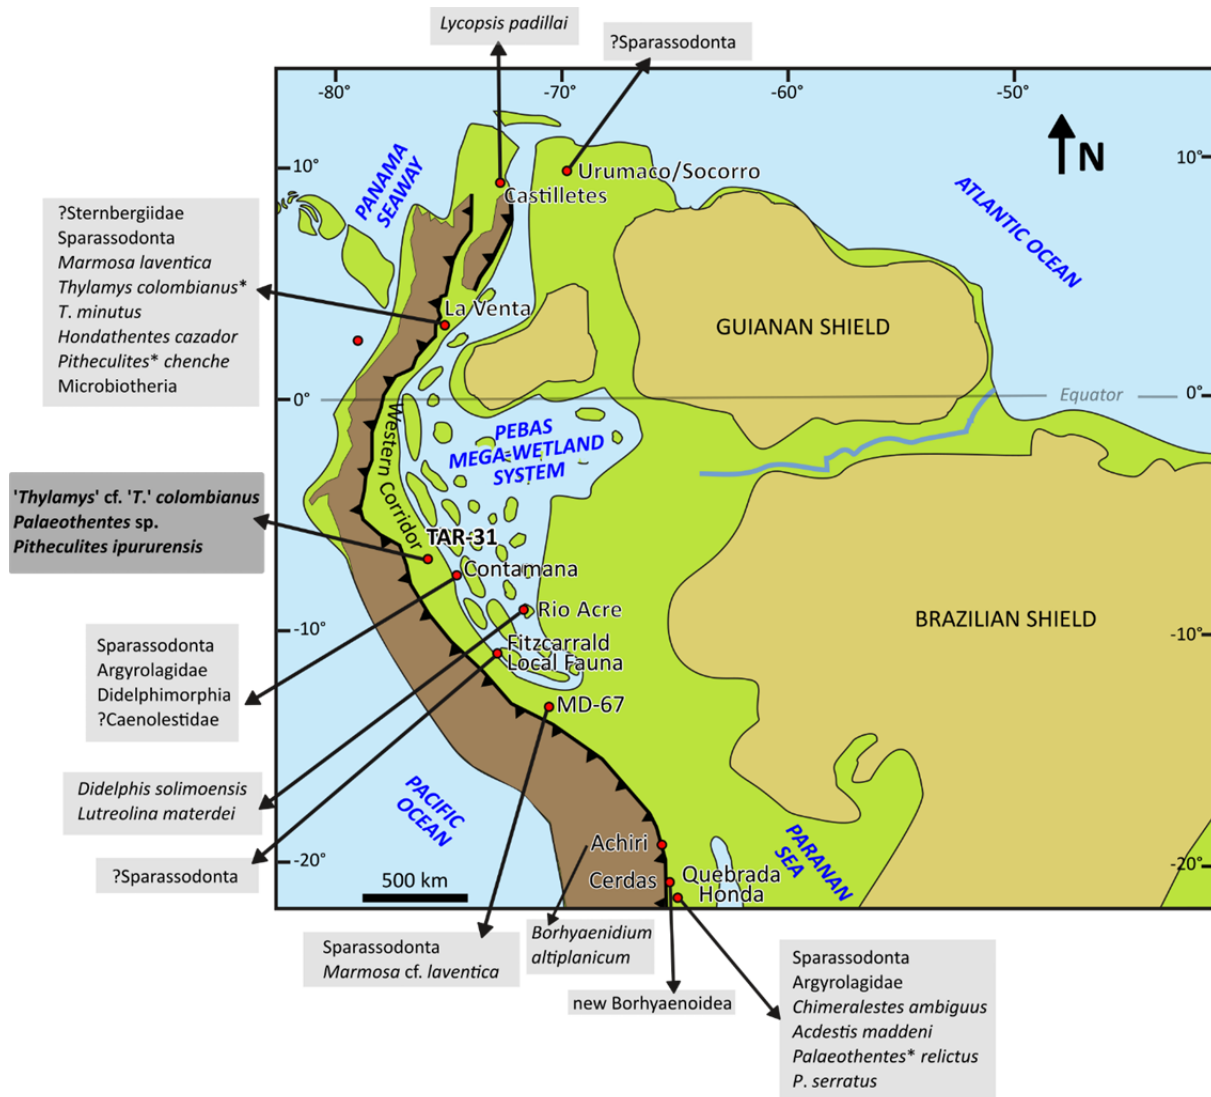 Lycopsis padillai
?Sparassodonta
-80°
-70°
-60°
-50°
10°
10°
N
PANAMA
SEAWAY
Urumaco/Socorro
Castilletes
ATLANTIC OCEAN
?Sternbergiidae
Sparassodonta
Marmosa laventica
Thylamys colombianus*
T. minutus
Hondathentes cazador
Pitheculites* chenche
Microbiotheria
La Venta
GUIANAN SHIELD
0°
Equator
0°
Western Corridor
PEBAS
MEGA-WETLAND
SYSTEM
'Thylamys' cf. 'T.' colombianus
Palaeothentes sp.
Pitheculites ipururensis
TAR-31
Contamana
Rio Acre
BRAZILIAN SHIELD
-10°
-10°
Fitzcarrald
Local Fauna
Sparassodonta
Argyrolagidae
Didelphimorphia
?Caenolestidae
MD-67
Didelphis solimoensis
Lutreolina materdei
PACIFIC
OCEAN
?Sparassodonta
-20°
-20°
500 km
Achiri
Cerdas
Quebrada
Honda
PARANAN
SEA
Sparassodonta
Marmosa cf. laventica
Borhyaenidium
altiplanicum
new Borhyaenoidea
Sparassodonta
Argyrolagidae
Chimeralestes ambiguus
Acdestis maddeni
Palaeothentes* relictus
P. serratus